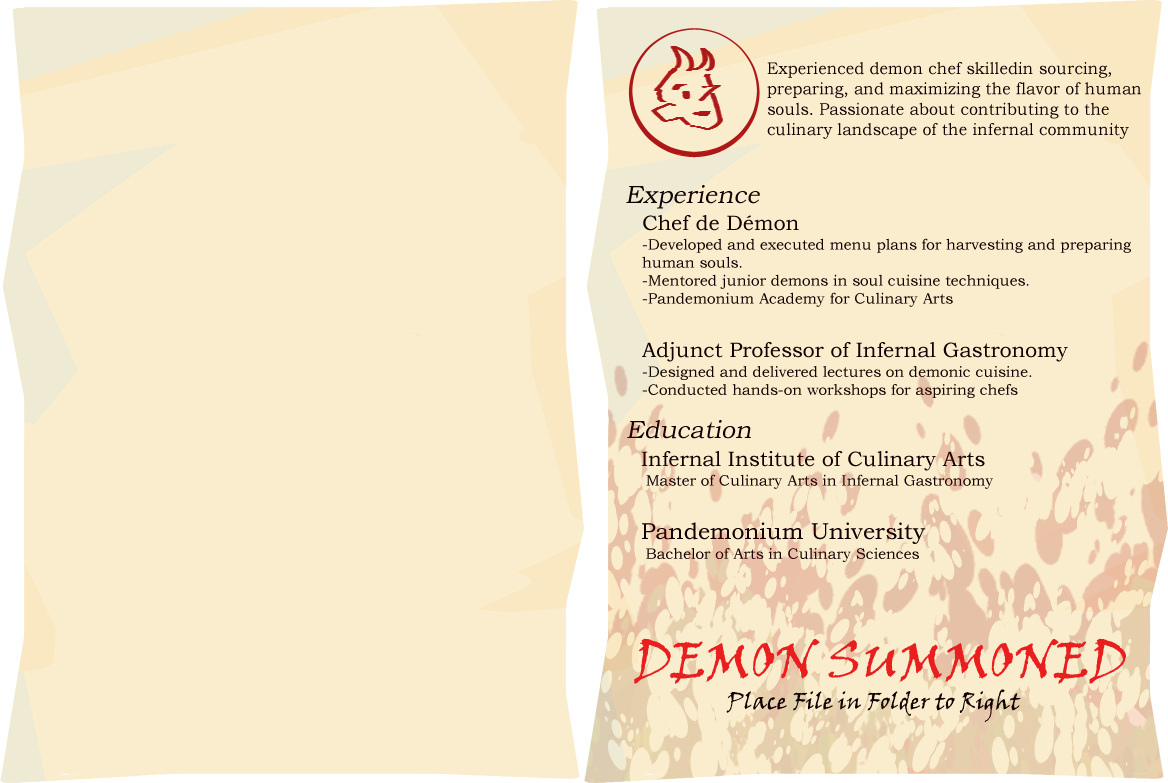 Experienced demon chef skilledin sourcing,
preparing, and maximizing the flavor of human
souls. Passionate about contributing to the
culinary landscape of the infernal community
Experience
Chef de Démon
-Developed and executed menu plans for harvesting and preparing
human souls.
-Mentored junior demons in soul cuisine techniques.
-Pandemonium Academy for Culinary Arts
Adjunct Professor of Infernal Gastronomy
-Designed and delivered lectures on demonic cuisine.
-Conducted hands-on workshops for aspiring chefs
Education
Infernal Institute of Culinary Arts
Master of Culinary Arts in Infernal Gastronomy
Pandemonium University
Bachelor of Arts in Culinary Sciences
DEMON SUMMONED
Place File in Folder to Right